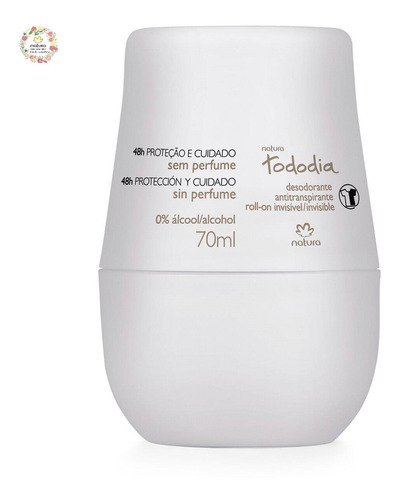 natura
48h PROTEÇÃO E CUIDADO
sem perfume
48h PROTECCIÓN Y CUIDADO
sin perfume
0% álcool/alcohol
70ml
natura
tododia
desodorante
antitranspirante
roll-on invisível/invisible
natura